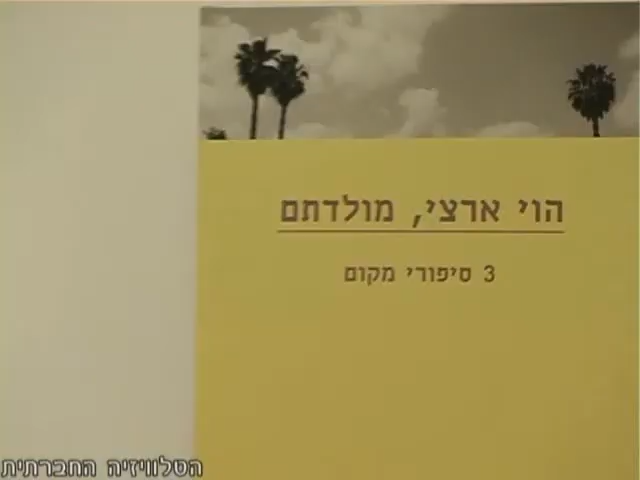 הוי ארצי, מולדתם
3 סיפורי מקום
הטלוויזיה החברתית